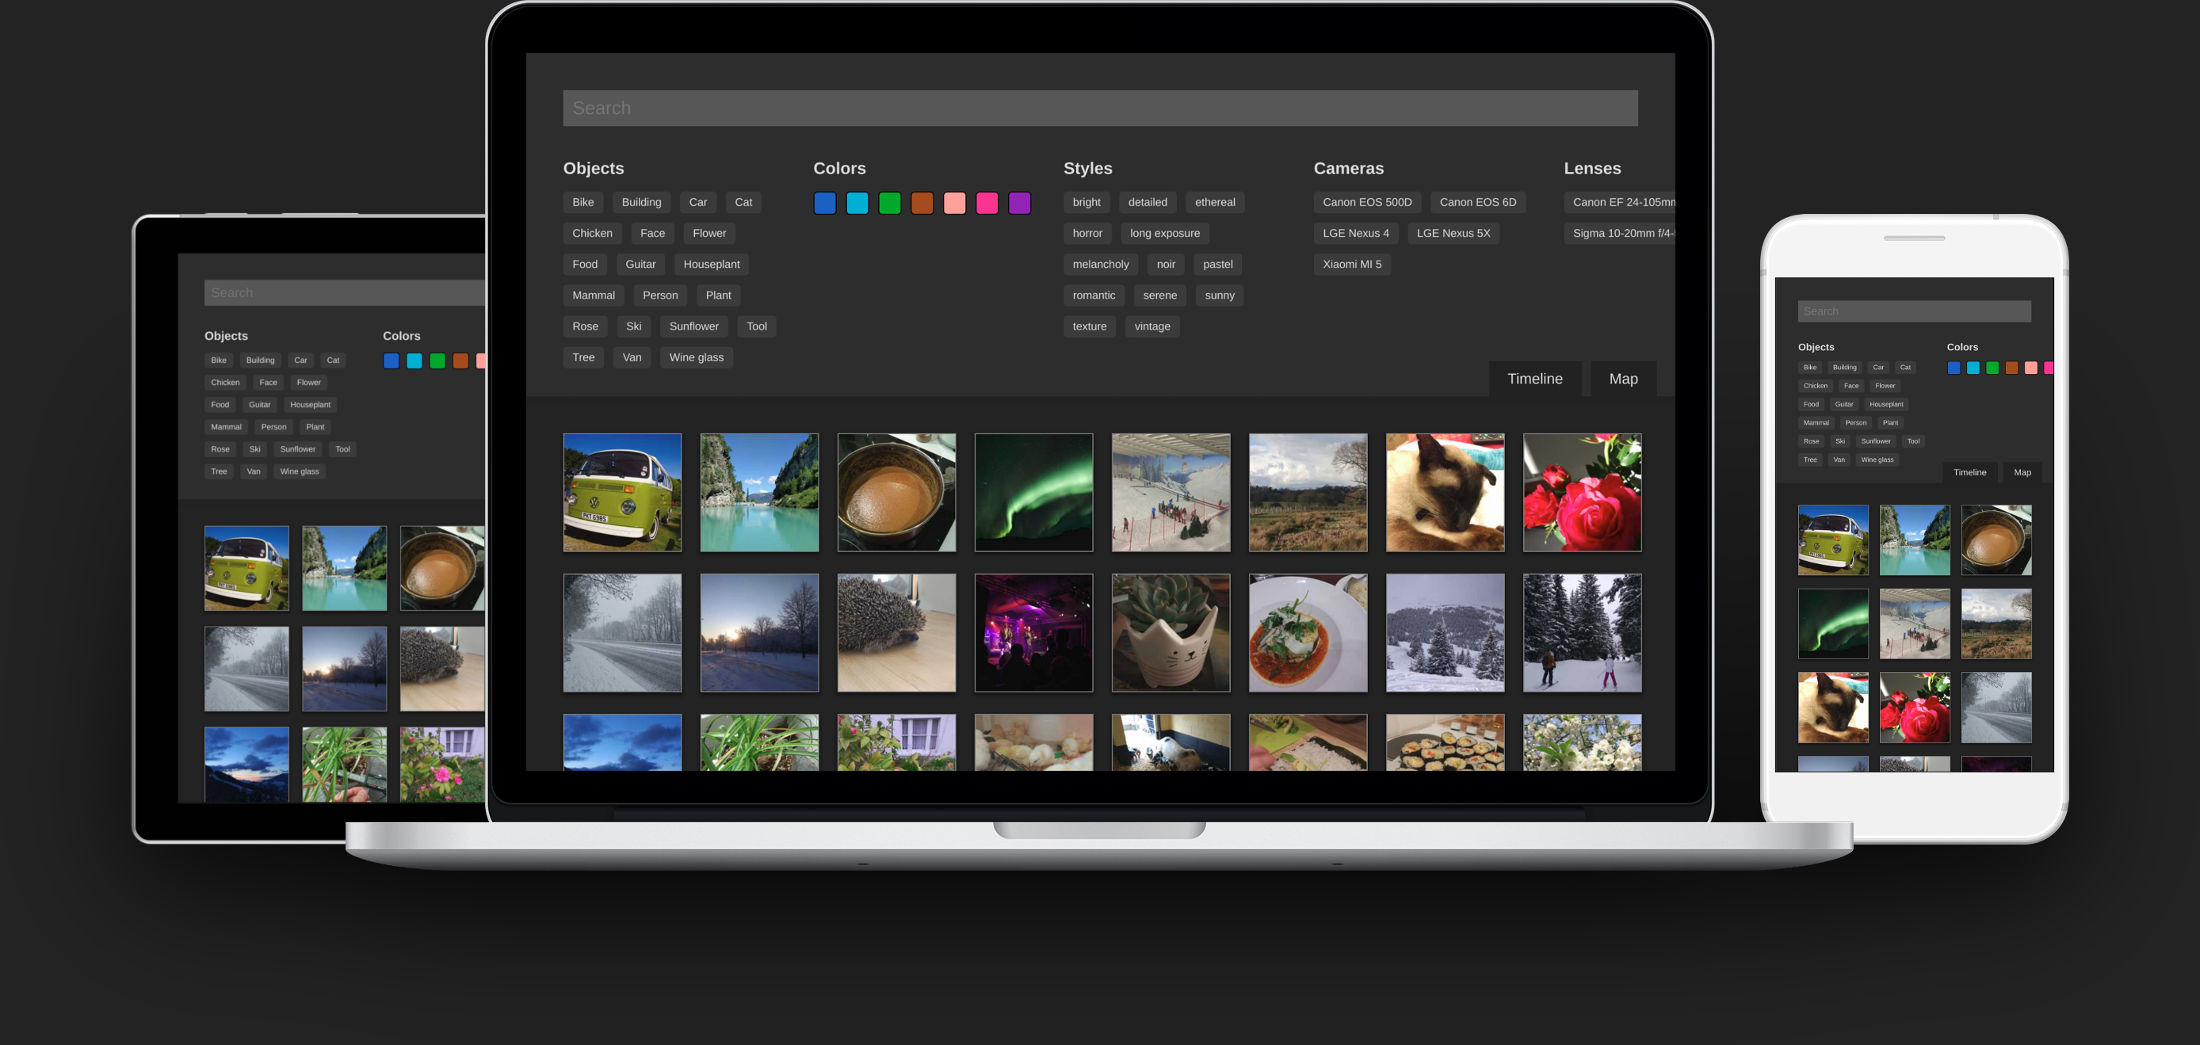 Search
Objects
Bike Building Car Cat
Chicken Face Flower
Food Guitar Houseplant
Mammal Person Plant
Rose Ski Sunflower Tool
Tree Van Wine glass
Colors
Search
Objects
Bike Building Car Cat
Chicken Face Flower
Food Guitar Houseplant
Mammal Person Plant
Rose Ski Sunflower Tool
Tree Van Wine glass
Colors
Styles
bright detailed ethereal
horror long exposure
melancholy noir pastel
romantic serene sunny
texture vintage
Cameras
Canon EOS 500D Canon EOS 6D
LGE Nexus 4 LGE Nexus 5X
Xiaomi MI 5
Lenses
Canon EF 24-105mm
Sigma 10-20mm f/4-
Timeline Map
Search
Objects
Bike Building Car Cat
Chicken Face Flower
Food Guitar Houseplant
Mammal Person Plant
Rose Ski Sunflower Tool
Tree Van Wine glass
Colors
Timeline Map